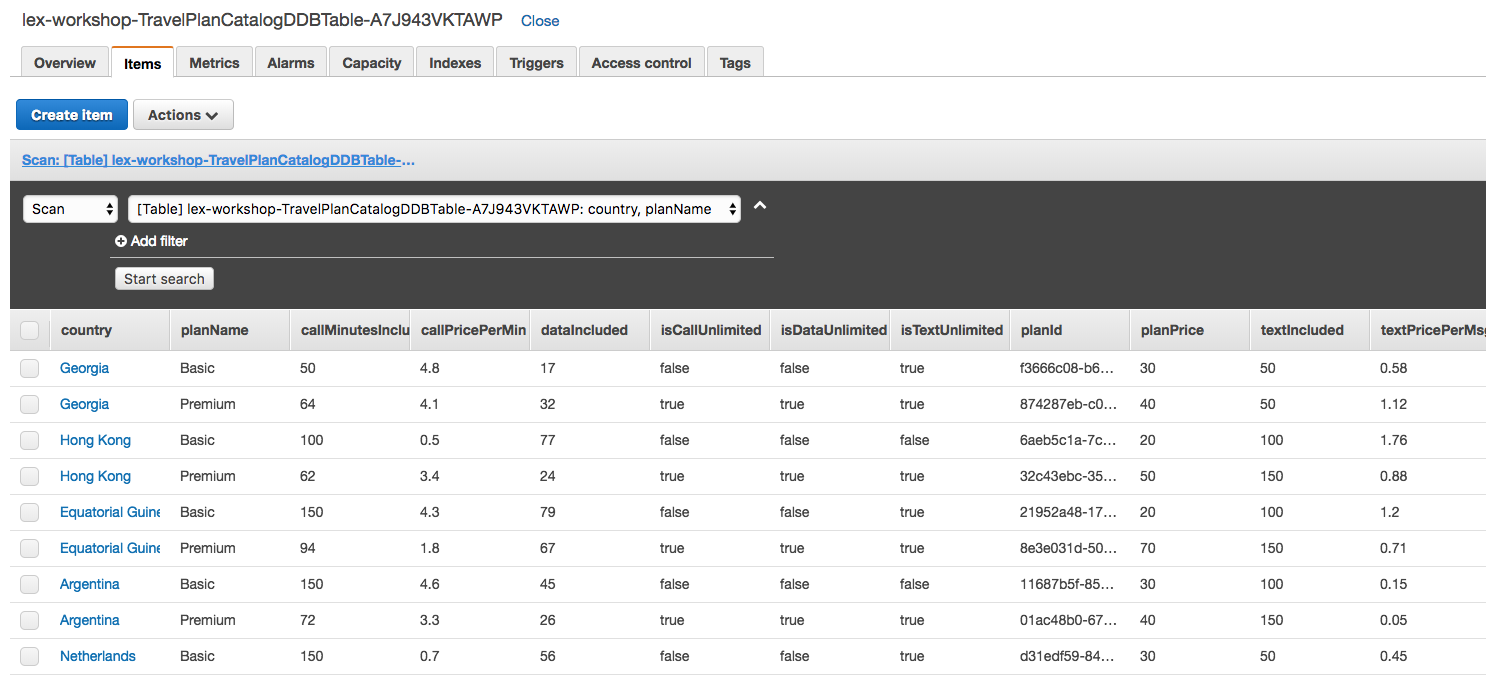 lex-workshop-TravelPlanCatalogDDBTable-A7J943VKTAWP Close
Overview Items Metrics Alarms Capacity Indexes Triggers Access control Tags
Create item Actions
Scan: [Table] lex-workshop-TravelPlanCatalogDDBTable-...
Scan [Table] lex-workshop-TravelPlanCatalogDDBTable-A7J943VKTAWP: country, planName
Add filter
Start search
country planName callMinutesInclu callPricePerMin dataIncluded isCallUnlimited isDataUnlimited isTextUnlimited planId planPrice textIncluded textPricePerMsg
Georgia Basic 50 4.8 17 false false true f3666c08-b6... 30 50 0.58
Georgia Premium 64 4.1 32 true true true 874287eb-c0... 40 50 1.12
Hong Kong Basic 100 0.5 77 false false false 6aeb5c1a-7c... 20 100 1.76
Hong Kong Premium 62 3.4 24 true true true 32c43ebc-35... 50 150 0.88
Equatorial Guine Basic 150 4.3 79 false false true 21952a48-17... 20 100 1.2
Equatorial Guine Premium 94 1.8 67 true true true 8e3e031d-50... 70 150 0.71
Argentina Basic 150 4.6 45 false false false 11687b5f-85... 30 100 0.15
Argentina Premium 72 3.3 26 true true true 01ac48b0-67... 40 150 0.05
Netherlands Basic 150 0.7 56 false false true d31edf59-84... 30 50 0.45